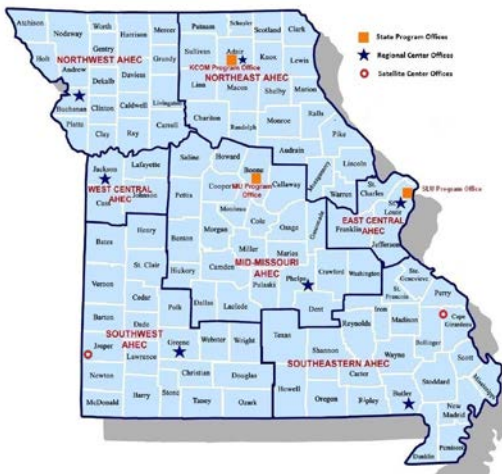 State Program Offices
Regional Center Offices
Satellite Center Offices
Atchison
Nodaway
Worth
Harrison
Mercer
Putnam
Schuyler
Scotland
Clark
Gentry
Holt
NORTHWEST AHEC
Grundy
Sullivan
Adair
Knox
Lewis
KCOM Program Office
NORTHEAST AHEC
Andrew
Dekalb
Daviess
Linn
Macon
Shelby
Marion
Buchanan
Clinton
Caldwell
Livingston
Chariton
Monroe
Ralls
Platte
Clay
Ray
Carroll
Randolph
Pike
Audrain
Saline
Howard
Boone
Lincoln
Montgomery
Jackson
Lafayette
WEST CENTRAL
AHEC
Cass
Johnson
Pettis
Cooper
MU Program
Office
Callaway
Warren
St.
Charles
SLU Program Office
St.
Louis
EAST CENTRAL
AHEC
Franklin
Jefferson
Moniteau
Cole
Osage
Gasconade
Bates
Henry
Benton
Morgan
Miller
Maries
MID-MISSOURI
AHEC
St. Clair
Hickory
Camden
Pulaski
Phelps
Crawford
Washington
Vernon
Cedar
Polk
Dallas
Laclede
Dent
Ste.
Genevieve
St.
Francois
Perry
Iron
Madison
Cape
Girardeau
Reynolds
Bollinger
Barton
Dade
SOUTHWEST
AHEC
Jasper
Lawrence
Greene
Webster
Wright
Texas
Shannon
Wayne
Scott
SOUTHEASTERN AHEC
Newton
Christian
Douglas
Carter
Stoddard
Mississippi
McDonald
Barry
Stone
Taney
Ozark
Howell
Oregon
Ripley
Butler
New
Madrid
Dunklin
Pemiscot